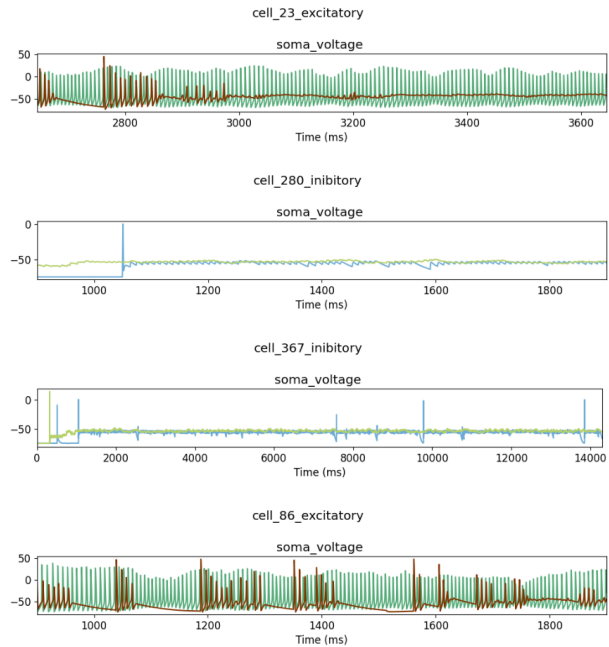 cell_23_excitatory
soma_voltage
50
0
−50
2800 3000 3200 3400 3600
Time (ms)
cell_280_inibitory
soma_voltage
0
−50
1000 1200 1400 1600 1800
Time (ms)
cell_367_inibitory
soma_voltage
0
−50
0 2000 4000 6000 8000 10000 12000 14000
Time (ms)
cell_86_excitatory
soma_voltage
50
0
−50
1000 1200 1400 1600 1800
Time (ms)